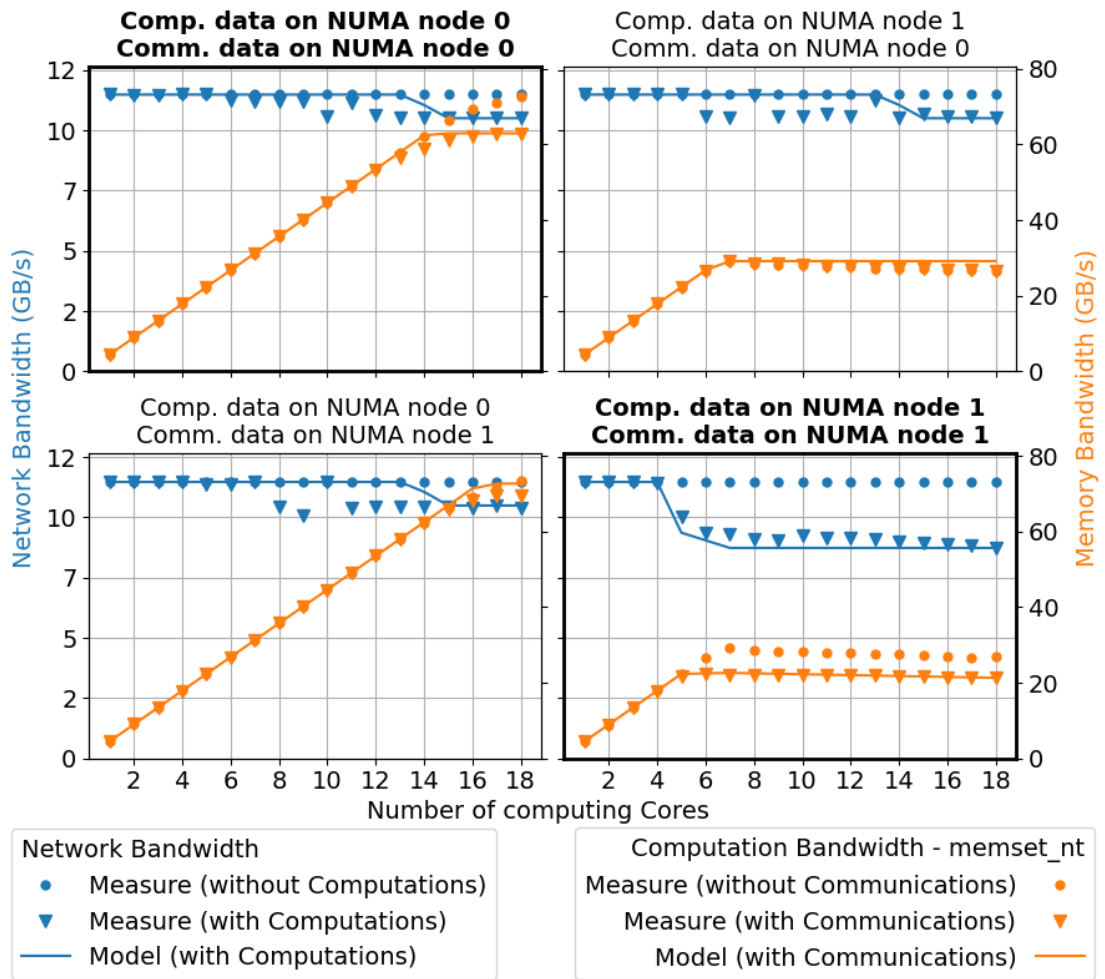 Comp. data on NUMA node 0
Comm. data on NUMA node 0
Comp. data on NUMA node 1
Comm. data on NUMA node 0
12
10
7
5
2
0
80
60
40
20
0
Network Bandwidth (GB/s)
Memory Bandwidth (GB/s)
Comp. data on NUMA node 0
Comm. data on NUMA node 1
Comp. data on NUMA node 1
Comm. data on NUMA node 1
12
10
7
5
2
0
80
60
40
20
0
2 4 6 8 10 12 14 16 18
2 4 6 8 10 12 14 16 18
Number of computing Cores
Network Bandwidth
Measure (without Computations)
Measure (with Computations)
Model (with Computations)
Computation Bandwidth - memset_nt
Measure (without Communications)
Measure (with Communications)
Model (with Communications)